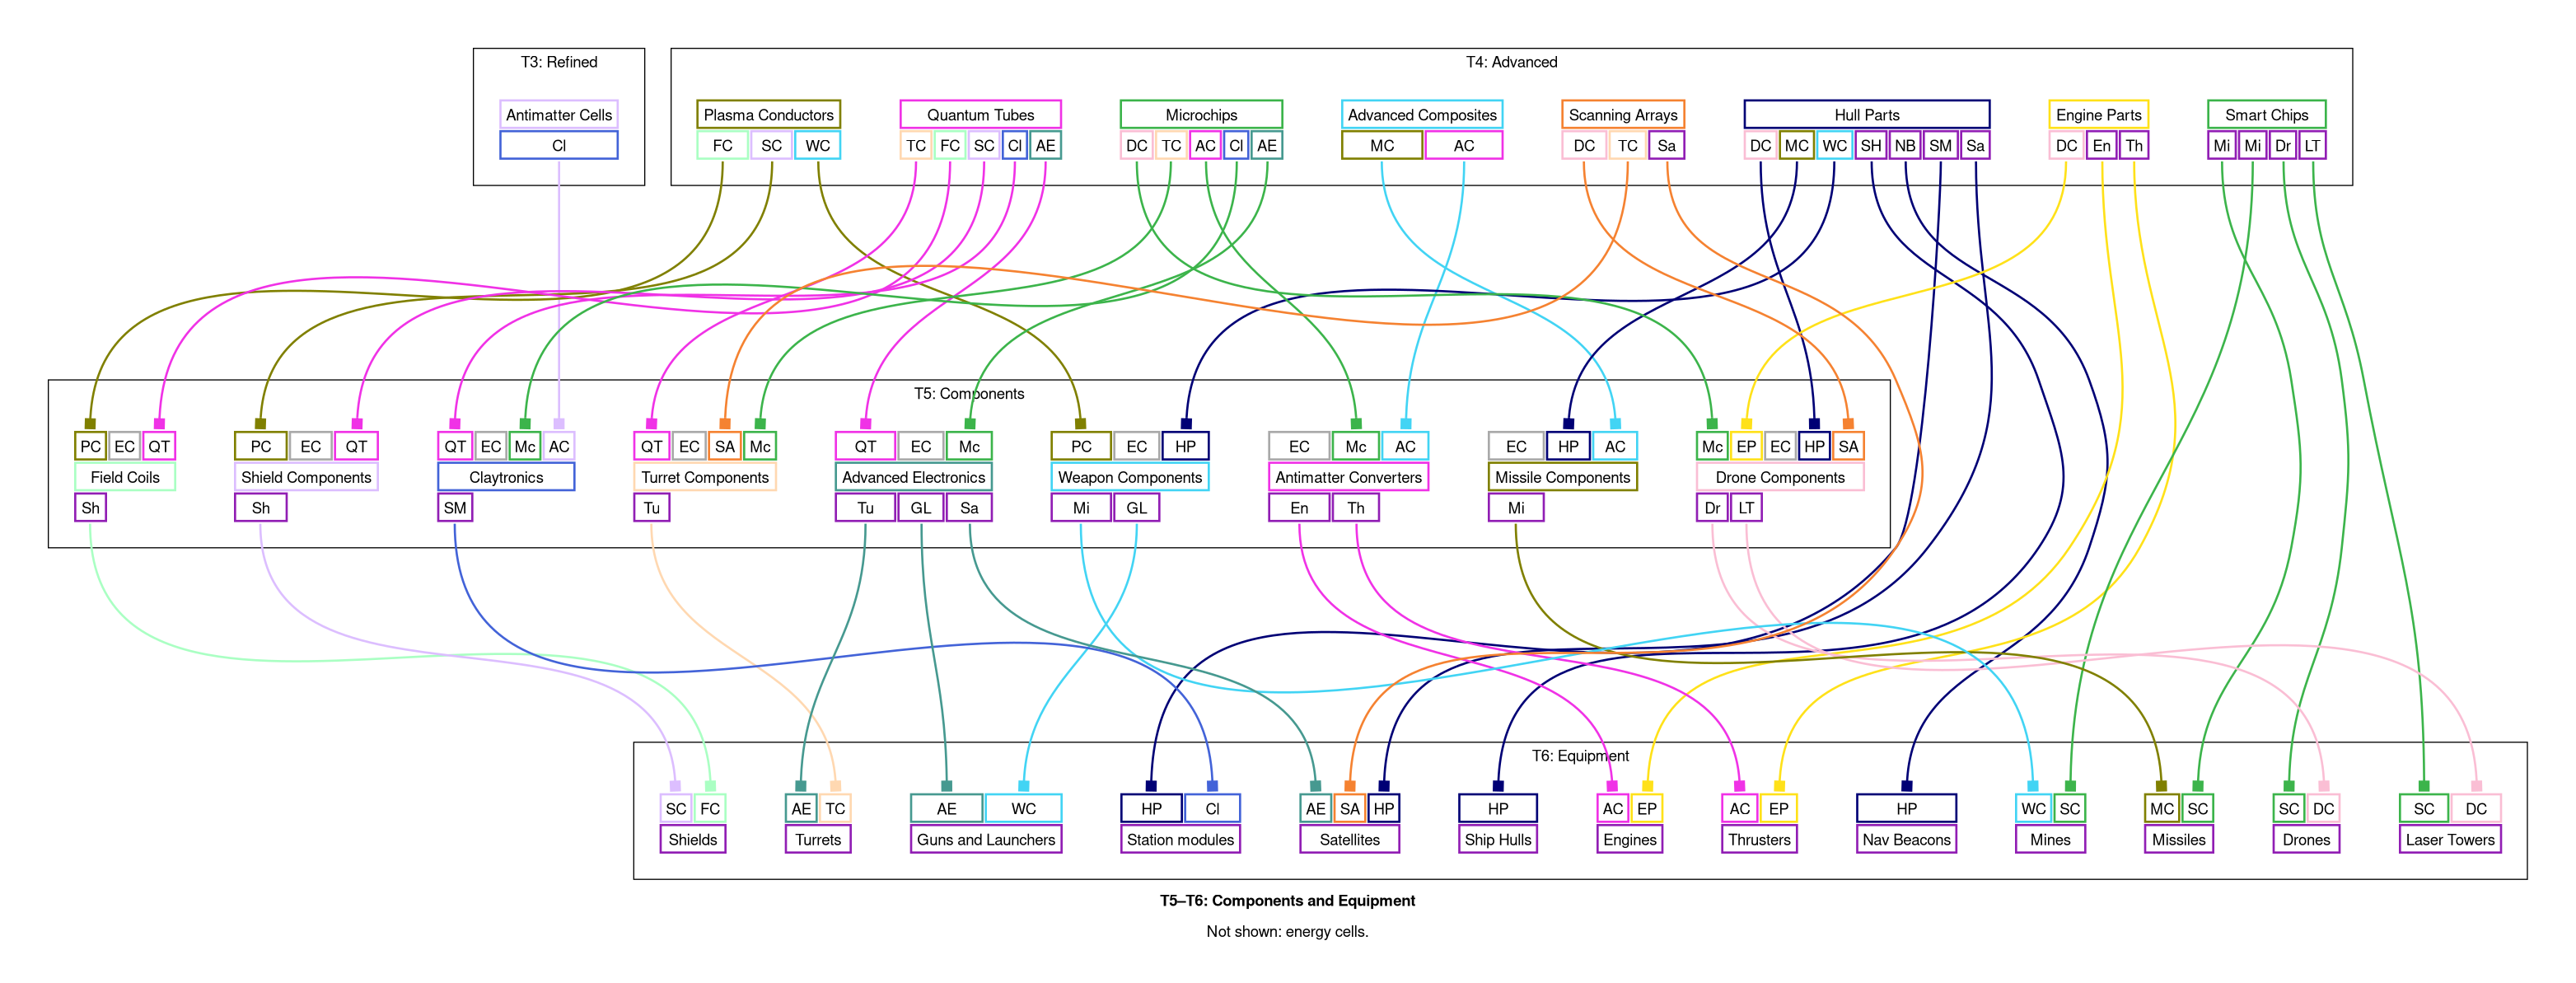 T3: Refined
T4: Advanced
Antimatter Cells
Cl
Plasma Conductors
FC SC WC
Quantum Tubes
TC FC SC Cl AE
Microchips
DC TC AC Cl AE
Advanced Composites
MC AC
Scanning Arrays
DC TC Sa
Hull Parts
DC MC WC SH NB SM Sa
Engine Parts
DC En Th
Smart Chips
Mi Mi Dr LT
T5: Components
PC EC QT
Field Coils
Sh
PC EC QT
Shield Components
Sh
QT EC Mc AC
Claytronics
SM
QT EC SA Mc
Turret Components
Tu
QT EC Mc
Advanced Electronics
Tu GL Sa
PC EC HP
Weapon Components
Mi GL
EC Mc AC
Antimatter Converters
En Th
EC HP AC
Missile Components
Mi
Mc EP EC HP SA
Drone Components
Dr LT
T6: Equipment
SC FC
Shields
AE TC
Turrets
AE WC
Guns and Launchers
HP Cl
Station modules
AE SA HP
Satellites
HP
Ship Hulls
AC EP
Engines
AC EP
Thrusters
HP
Nav Beacons
WC SC
Mines
MC SC
Missiles
SC DC
Drones
SC DC
Laser Towers
T5–T6: Components and Equipment
Not shown: energy cells.